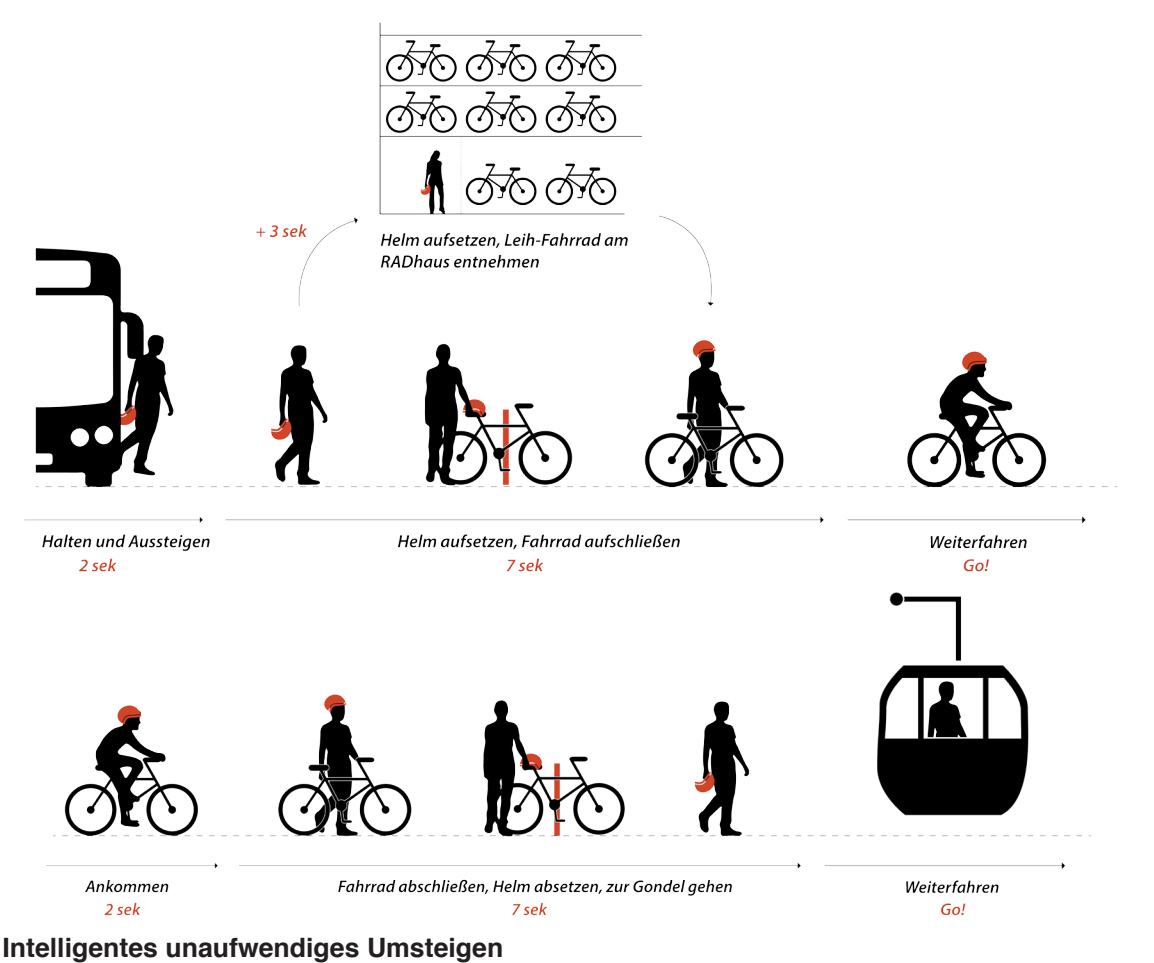 + 3 sek
Helm aufsetzen, Leih-Fahrrad am
RADhaus entnehmen
Halten und Aussteigen
2 sek
Helm aufsetzen, Fahrrad aufschließen
7 sek
Weiterfahren
Go!
Ankommen
2 sek
Fahrrad abschließen, Helm absetzen, zur Gondel gehen
7 sek
Weiterfahren
Go!
Intelligentes unaufwendiges Umsteigen